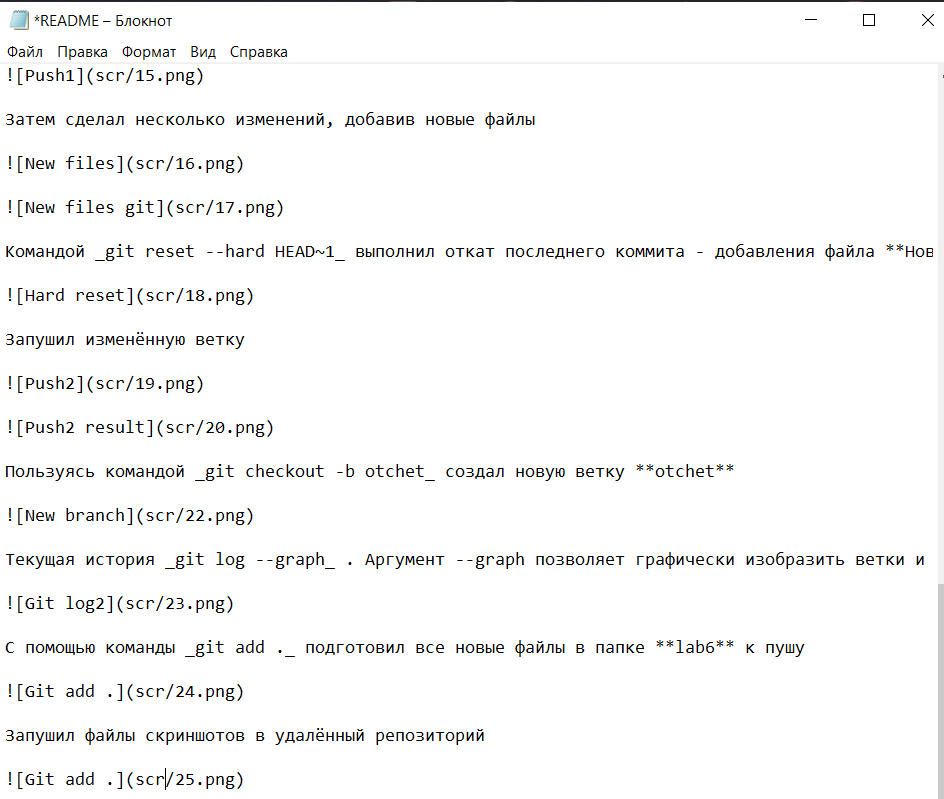 *README – Блокнот
Файл Правка Формат Вид Справка
![Push1](scr/15.png)
Затем сделал несколько изменений, добавив новые файлы
![New files](scr/16.png)
![New files git](scr/17.png)
Командой _git reset --hard HEAD~1_ выполнил откат последнего коммита - добавления файла **Нов
![Hard reset](scr/18.png)
Запушил изменённую ветку
![Push2](scr/19.png)
![Push2 result](scr/20.png)
Пользуясь командой _git checkout -b otchet_ создал новую ветку **otchet**
![New branch](scr/22.png)
Текущая история _git log --graph_ . Аргумент --graph позволяет графически изобразить ветки и
![Git log2](scr/23.png)
С помощью команды _git add ._ подготовил все новые файлы в папке **lab6** к пушу
![Git add .](scr/24.png)
Запушил файлы скриншотов в удалённый репозиторий
![Git add .](scr/25.png)